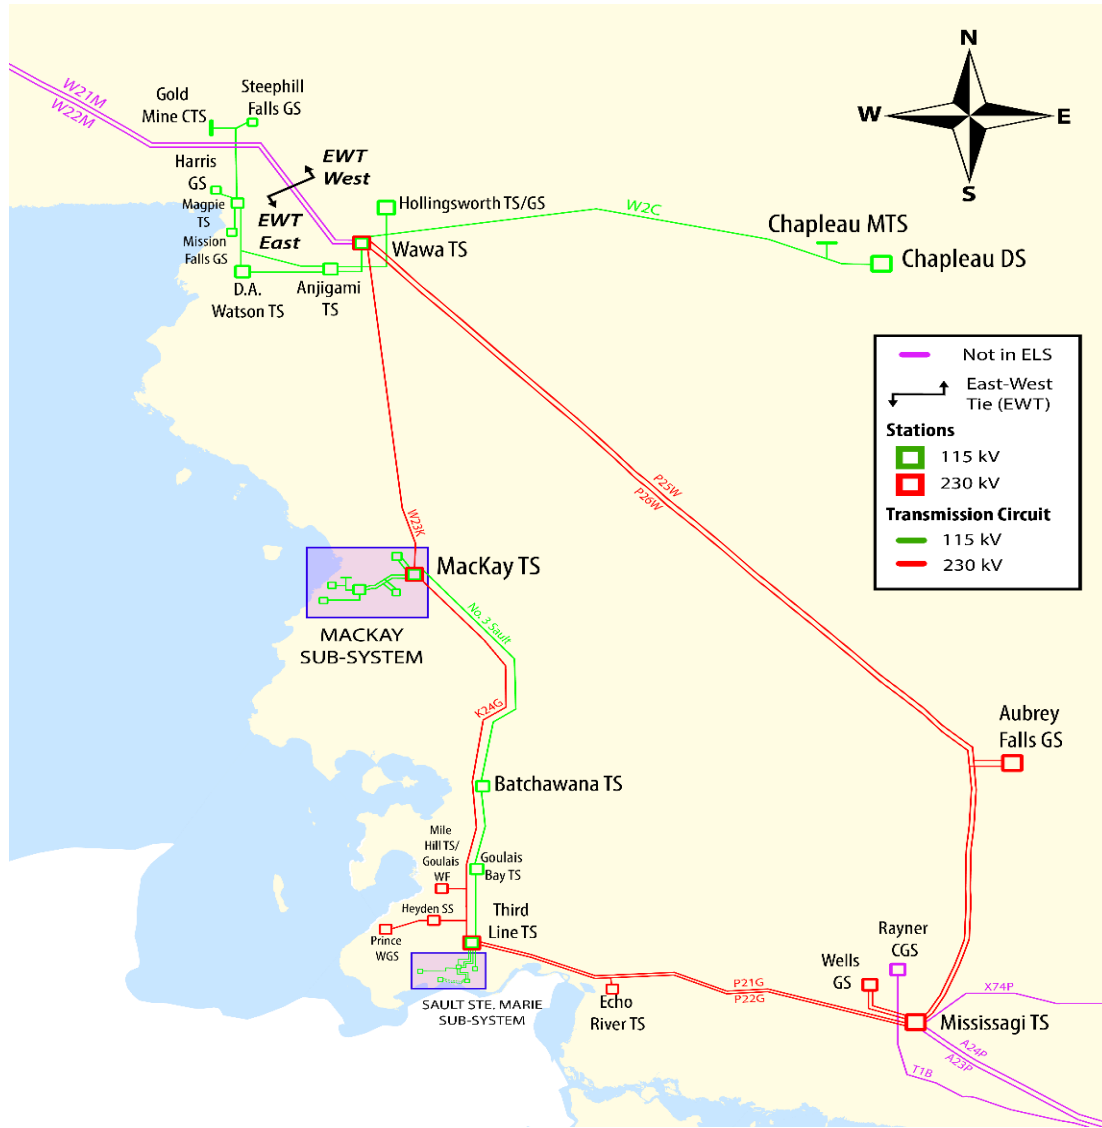 N
W
E
S
W21M
W22M
Gold
Mine CTS
Steephill
Falls GS
Harris
GS
Magpie
TS
Mission
Falls GS
EWT
West
EWT
East
Hollingsworth TS/GS
W2C
Chapleau MTS
Chapleau DS
Wawa TS
D.A.
Watson TS
Anjigami
TS
Not in ELS
East-West
Tie (EWT)
Stations
115 kV
230 kV
Transmission Circuit
115 kV
230 kV
P25W
P26W
W23K
MacKay TS
No. 3 Sault
MACKAY
SUB-SYSTEM
K24G
Aubrey
Falls GS
Batchawana TS
Mile
Hill TS/
Goulais
WF
Goulais
Bay TS
Heyden SS
Prince
WGS
Third
Line TS
SAULT STE. MARIE
SUB-SYSTEM
Echo
River TS
P21G
P22G
Wells
GS
Rayner
CGS
X74P
Mississagi TS
A24P
A23P
T1B